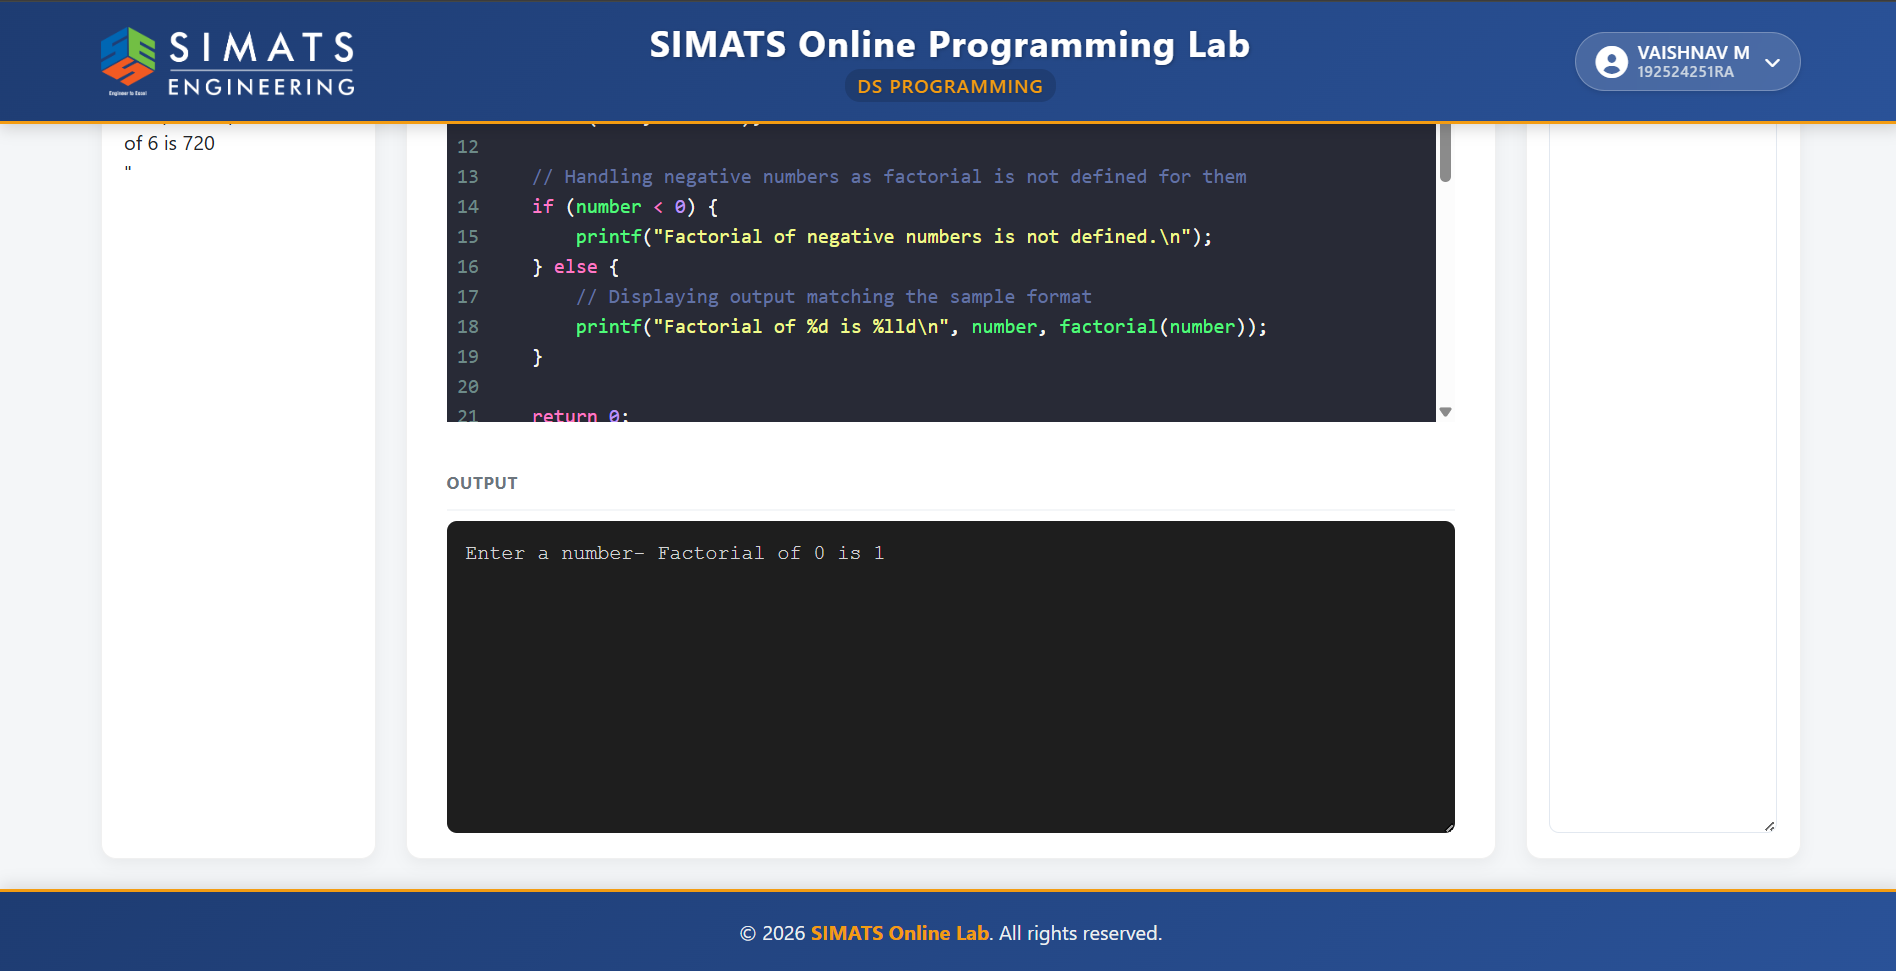 SIMATS
ENGINEERING
Engineer to Excel
SIMATS Online Programming Lab
DS PROGRAMMING
VAISHNAV M
192524251RA
of 6 is 720
"
12
13 // Handling negative numbers as factorial is not defined for them
14 if (number < 0) {
15 printf("Factorial of negative numbers is not defined.\n");
16 } else {
17 // Displaying output matching the sample format
18 printf("Factorial of %d is %lld\n", number, factorial(number));
19 }
20
21 return 0;
OUTPUT
Enter a number- Factorial of 0 is 1
© 2026 SIMATS Online Lab. All rights reserved.